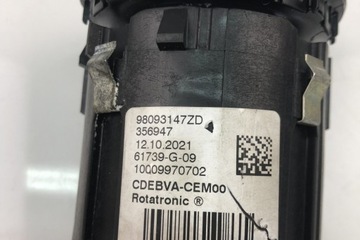 98093147ZD
356947
12.10.2021
61739-G-09
10009970702
CDEBVA-CEM00
Rotatronic ®